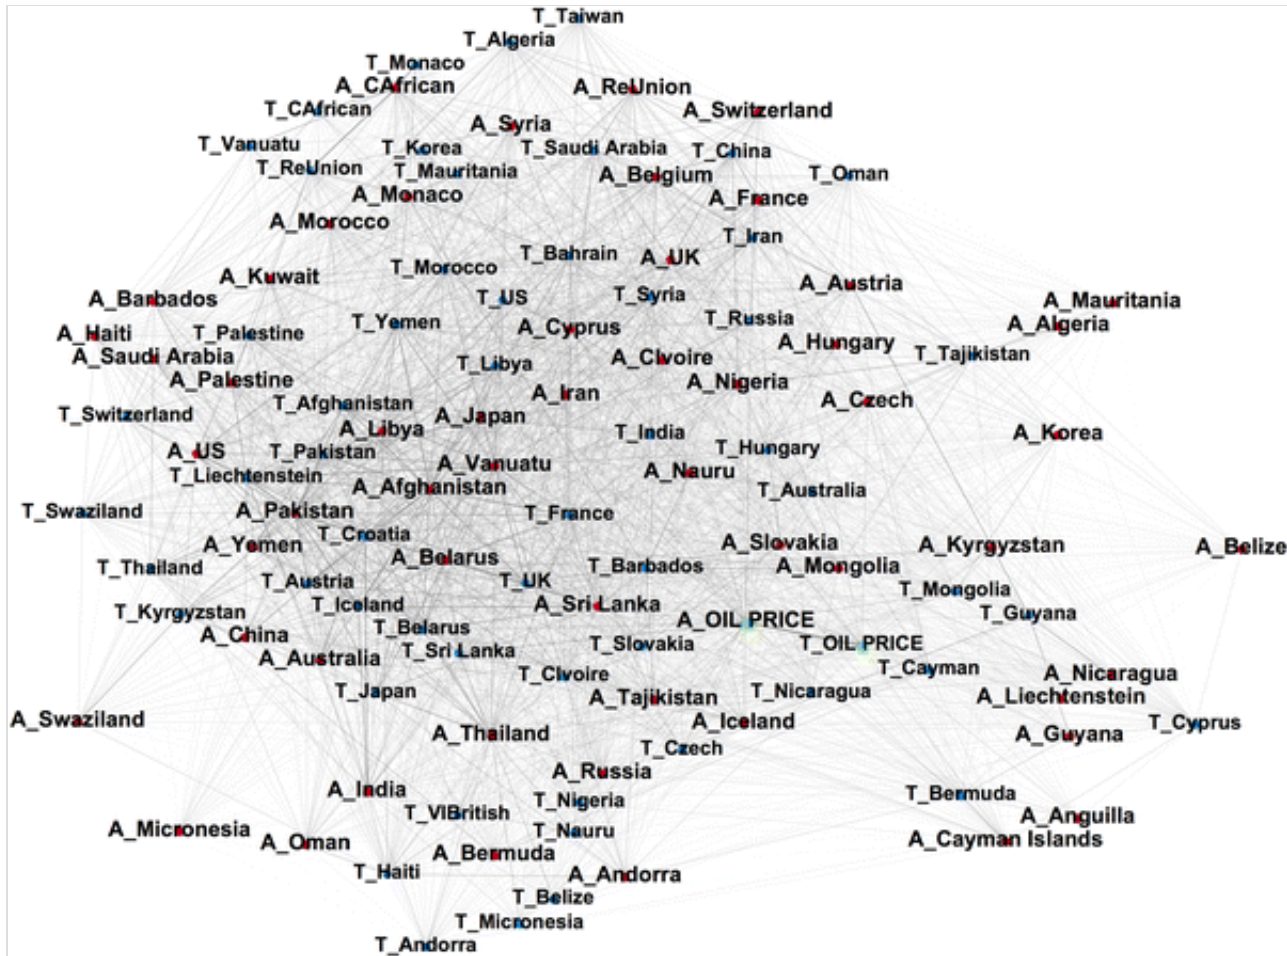 T_Taiwan
T_Algeria
T_Monaco
A_CAfrican
A_ReUnion
T_CAfrican
A_Switzerland
A_Syria
T_Vanuatu
T_Korea
T_Saudi Arabia
T_China
T_ReUnion
T_Mauritania
A_Belgium
T_Oman
A_Monaco
A_France
A_Morocco
T_Iran
T_Bahrain
A_UK
T_Morocco
A_Kuwait
A_Austria
A_Barbados
T_US
T_Syria
A_Mauritania
T_Yemen
A_Cyprus
T_Russia
A_Algeria
A_Haiti
T_Palestine
A_Hungary
A_Saudi Arabia
T_Libya
A_CIvoire
T_Tajikistan
A_Palestine
A_Iran
A_Nigeria
T_Afghanistan
A_Czech
T_Switzerland
A_Japan
A_Libya
T_India
A_Korea
A_US
T_Pakistan
T_Hungary
A_Vanuatu
A_Nauru
T_Liechtenstein
A_Afghanistan
T_Australia
T_Swaziland
A_Pakistan
T_France
T_Croatia
A_Yemen
A_Slovakia
A_Kyrgyzstan
A_Belize
A_Belarus
T_Thailand
T_Barbados
A_Mongolia
T_Austria
T_UK
T_Mongolia
T_Kyrgyzstan
T_Iceland
A_Sri Lanka
T_Guyana
A_OIL PRICE
A_China
T_Belarus
T_Sri Lanka
T_Slovakia
T_OIL PRICE
A_Australia
T_Cayman
T_CIvoire
A_Nicaragua
T_Japan
A_Tajikistan
T_Nicaragua
A_Liechtenstein
A_Swaziland
A_Iceland
T_Cyprus
A_Thailand
A_Guyana
T_Czech
A_Russia
A_India
T_Nigeria
T_Bermuda
T_VIBritish
A_Anguilla
A_Micronesia
T_Nauru
A_Cayman Islands
A_Oman
A_Bermuda
T_Haiti
A_Andorra
T_Belize
T_Micronesia
T_Andorra